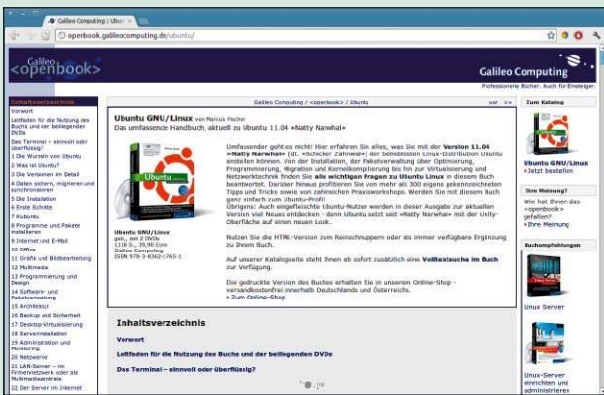 Galileo Computing :: Ubun
openbook.galileocomputing.de/ubuntu/
Galileo
<openbook>
Galileo Computing
Professionelle Bücher. Auch für Einsteiger.
Inhaltsverzeichnis
Vorwort
Leitfaden für die Nutzung des
Buchs und der beiliegenden
DVDs
Das Terminal – sinnvoll oder
überflüssig?
1 Die Wurzeln von Ubuntu
2 Was ist Ubuntu?
3 Die Versionen im Detail
4 Daten sichern, migrieren und
synchronisieren
5 Die Installation
6 Erste Schritte
7 Kubuntu
8 Programme und Pakete
installieren
9 Internet und E-Mail
10 Office
11 Grafik und Bildbearbeitung
12 Multimedia
13 Programmierung und
Design
14 Software- und
Paketverwaltung
15 Architektur
16 Backup und Sicherheit
17 Desktop-Virtualisierung
18 Serverinstallation
19 Administration und
Monitoring
20 Netzwerke
21 LAN-Server – im
Firmennetzwerk oder als
Multimediazentrale
22 Der Server im Internet
Galileo Computing / <openbook> / Ubuntu
vor >>
Ubuntu GNU/Linux von Marcus Fischer
Das umfassende Handbuch, aktuell zu Ubuntu 11.04 »Natty Narwhal«
Ubuntu
Ubuntu GNU/Linux
geb., mit 2 DVDs
1118 S., 39,90 Euro
Galileo Computing
ISBN 978-3-8362-1765-1
Umfassender geht es nicht! Hier erfahren Sie alles, was Sie mit der Version 11.04
»Natty Narwhal« (dt. »Schicker Zahnwal«) der beliebtesten Linux-Distribution Ubuntu
anstellen können. Von der Installation, der Paketverwaltung über Optimierung,
Programmierung, Migration und Kernelkompilierung bis hin zur Virtualisierung und
Netzwerktechnik finden Sie alle wichtigen Fragen zu Ubuntu Linux in diesem Buch
beantwortet. Darüber hinaus profitieren Sie von mehr als 300 eigens gekennzeichneten
Tipps und Tricks sowie von zahlreichen Praxisworkshops. Werden Sie mit diesem Buch
ganz einfach zum Ubuntu-Profi!
Übrigens: Auch eingefleischte Ubuntu-Nutzer werden in dieser Ausgabe zur aktuellen
Version viel Neues entdecken - denn Ubuntu setzt seit »Natty Narwhal« mit der Unity-
Oberfläche auf einen neuen Look.
Nutzen Sie die HTML-Version zum Reinschnuppern oder als immer verfügbare Ergänzung
zu Ihrem Buch.
Auf unserer Katalogseite steht Ihnen ab sofort zusätzlich eine Volltextsuche im Buch
zur Verfügung.
Die gedruckte Version des Buches erhalten Sie in unserem Online-Shop -
versandkostenfrei innerhalb Deutschlands und Österreichs.
> Zum Online-Shop
Inhaltsverzeichnis
Vorwort
Leitfaden für die Nutzung des Buchs und der beiliegenden DVDs
Das Terminal – sinnvoll oder überflüssig?
Zum Katalog
Ubuntu GNU/Linux
Jetzt bestellen
Ihre Meinung?
Wie hat Ihnen das
<openbook>
gefallen?
Ihre Meinung
Buchempfehlungen
Linux Server
Linux-Server
einrichten und
administrieren